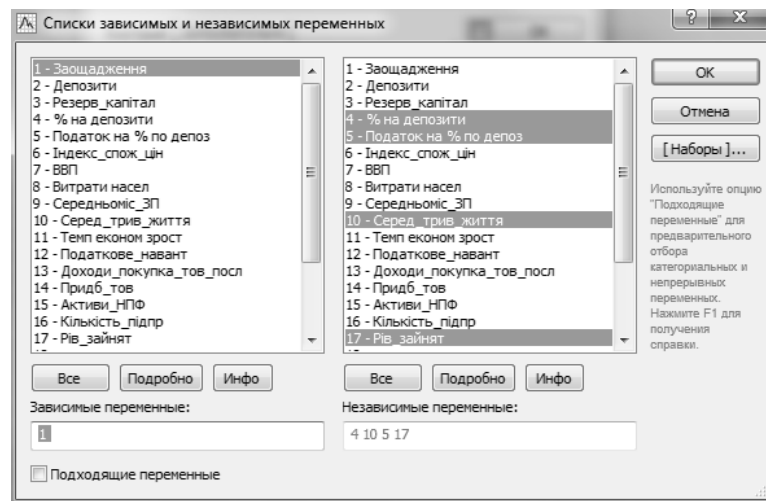 Списки зависимых и независимых переменных
1 - Заощадження
2 - Депозити
3 - Резерв_капітал
4 - % на депозити
5 - Податок на % по депоз
6 - Індекс_спож_цін
7 - ВВП
8 - Витрати насел
9 - Середньоміс_ЗП
10 - Серед_трив_життя
11 - Темп економ зрост
12 - Податкове_навант
13 - Доходи_покупка_тов_посл
14 - Придб_тов
15 - Активи_НПФ
16 - Кількість_підпр
17 - Рів_зайнят
Все
Подробно
Инфо
Зависимые переменные:
1
Подходящие переменные
1 - Заощадження
2 - Депозити
3 - Резерв_капітал
4 - % на депозити
5 - Податок на % по депоз
6 - Індекс_спож_цін
7 - ВВП
8 - Витрати насел
9 - Середньоміс_ЗП
10 - Серед_трив_життя
11 - Темп економ зрост
12 - Податкове_навант
13 - Доходи_покупка_тов_посл
14 - Придб_тов
15 - Активи_НПФ
16 - Кількість_підпр
17 - Рів_зайнят
Все
Подробно
Инфо
Независимые переменные:
4 10 5 17
OK
Отмена
[ Наборы ]...
Используйте опцию
"Подходящие
переменные" для
предварительного
отбора
категориальных и
непрерывных
переменных.
Нажмите F1 для
получения
справки.